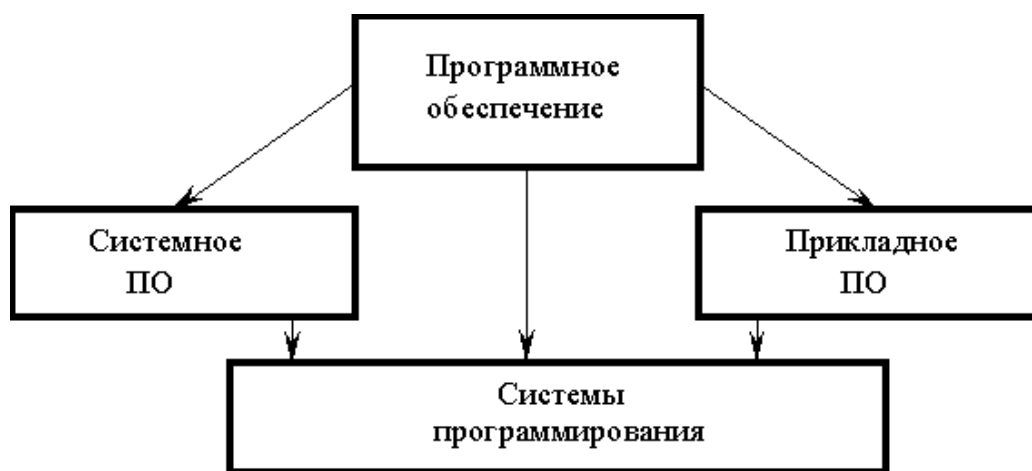 Программное
обеспечение
Системное
ПО
Прикладное
ПО
Системы
программирования